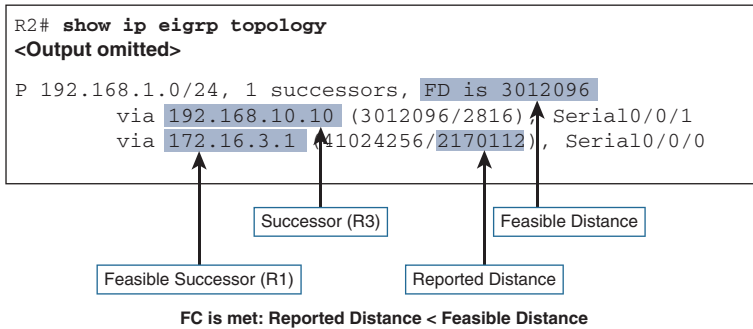 R2# show ip eigrp topology
<Output omitted>
P 192.168.1.0/24, 1 successors, FD is 3012096
via 192.168.10.10 (3012096/2816), Serial0/0/1
via 172.16.3.1 (41024256/2170112), Serial0/0/0
Successor (R3)
Feasible Distance
Feasible Successor (R1)
Reported Distance
FC is met: Reported Distance < Feasible Distance